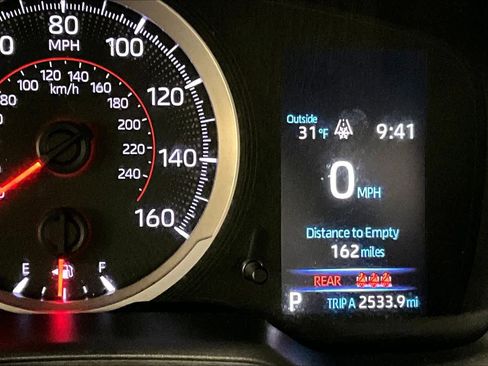 80
MPH
100
120
140
160
100 120 140 160
80
km/h
180
200
220
240
E
F
Outside
31°F
9:41
0 MPH
Distance to Empty
162 miles
REAR
P
TRIP A 2533.9 mi